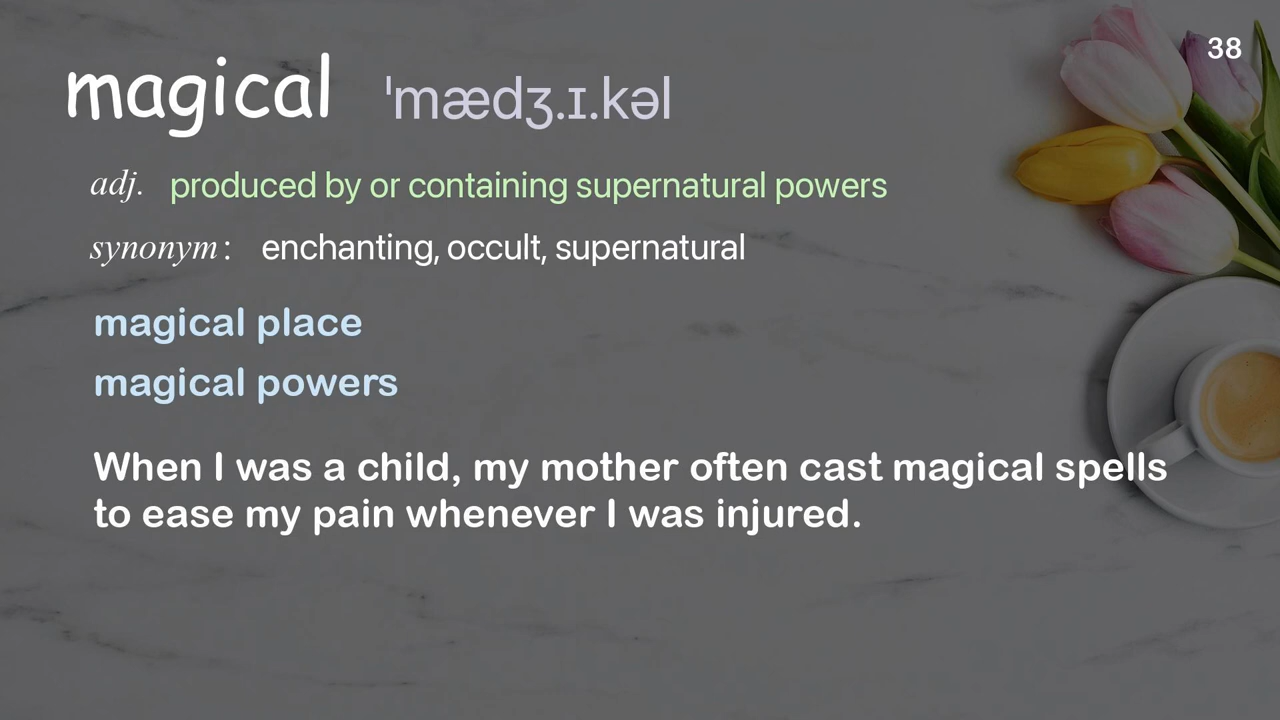 38
magical ˈmædʒ.ɪ.kəl
adj. produced by or containing supernatural powers
synonym: enchanting, occult, supernatural
magical place
magical powers
When I was a child, my mother often cast magical spells
to ease my pain whenever I was injured.